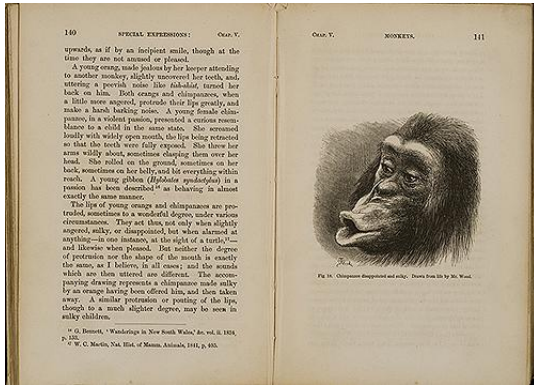 140 SPECIAL EXPRESSIONS: CHAP. V.
upwards, as if by an incipient smile, though at the
time they are not amused or pleased.
A young orang, made jealous by her keeper attending
to another monkey, slightly uncovered her teeth, and,
uttering a peevish noise like tish-shist, turned her
back on him. Both orangs and chimpanzees, when
a little more angered, protrude their lips greatly, and
make a harsh barking noise. A young female chim-
panzee, in a violent passion, presented a curious resem-
blance to a child in the same state. She screamed
loudly with widely open mouth, the lips being retracted
so that the teeth were fully exposed. She threw her
arms wildly about, sometimes clasping them over her
head. She rolled on the ground, sometimes on her
back, sometimes on her belly, and bit everything within
reach. A young gibbon (Hylobates syndactylus) in a
passion has been described¹⁶ as behaving in almost
exactly the same manner.
The lips of young orangs and chimpanzees are pro-
truded, sometimes to a wonderful degree, under various
circumstances. They act thus, not only when slightly
angered, sulky, or disappointed, but when alarmed at
anything—in one instance, at the sight of a turtle,¹⁷—
and likewise when pleased. But neither the degree
of protrusion nor the shape of the mouth is exactly
the same, as I believe, in all cases; and the sounds
which are then uttered are different. The accom-
panying drawing represents a chimpanzee made sulky
by an orange having been offered him, and then taken
away. A similar protrusion or pouting of the lips,
though to a much slighter degree, may be seen in
sulky children.
¹⁶ G. Bennett, 'Wanderings in New South Wales,' &c. vol. ii. 1834,
p. 153.
¹⁷ W. C. Martin, Nat. Hist. of Mamm. Animals, 1841, p. 405.
CHAP. V. MONKEYS. 141
Fig. 18. Chimpanzee disappointed and sulky. Drawn from life by Mr. Wood.